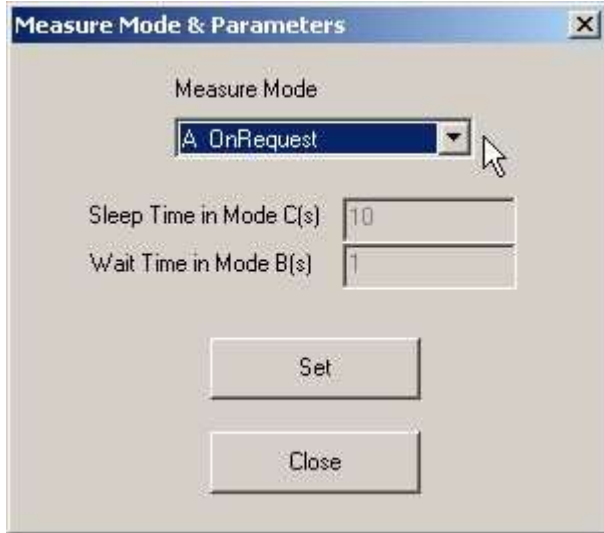 Measure Mode & Parameters
Measure Mode
A OnRequest
Sleep Time in Mode C(s) 10
Wait Time in Mode B(s) 1
Set
Close